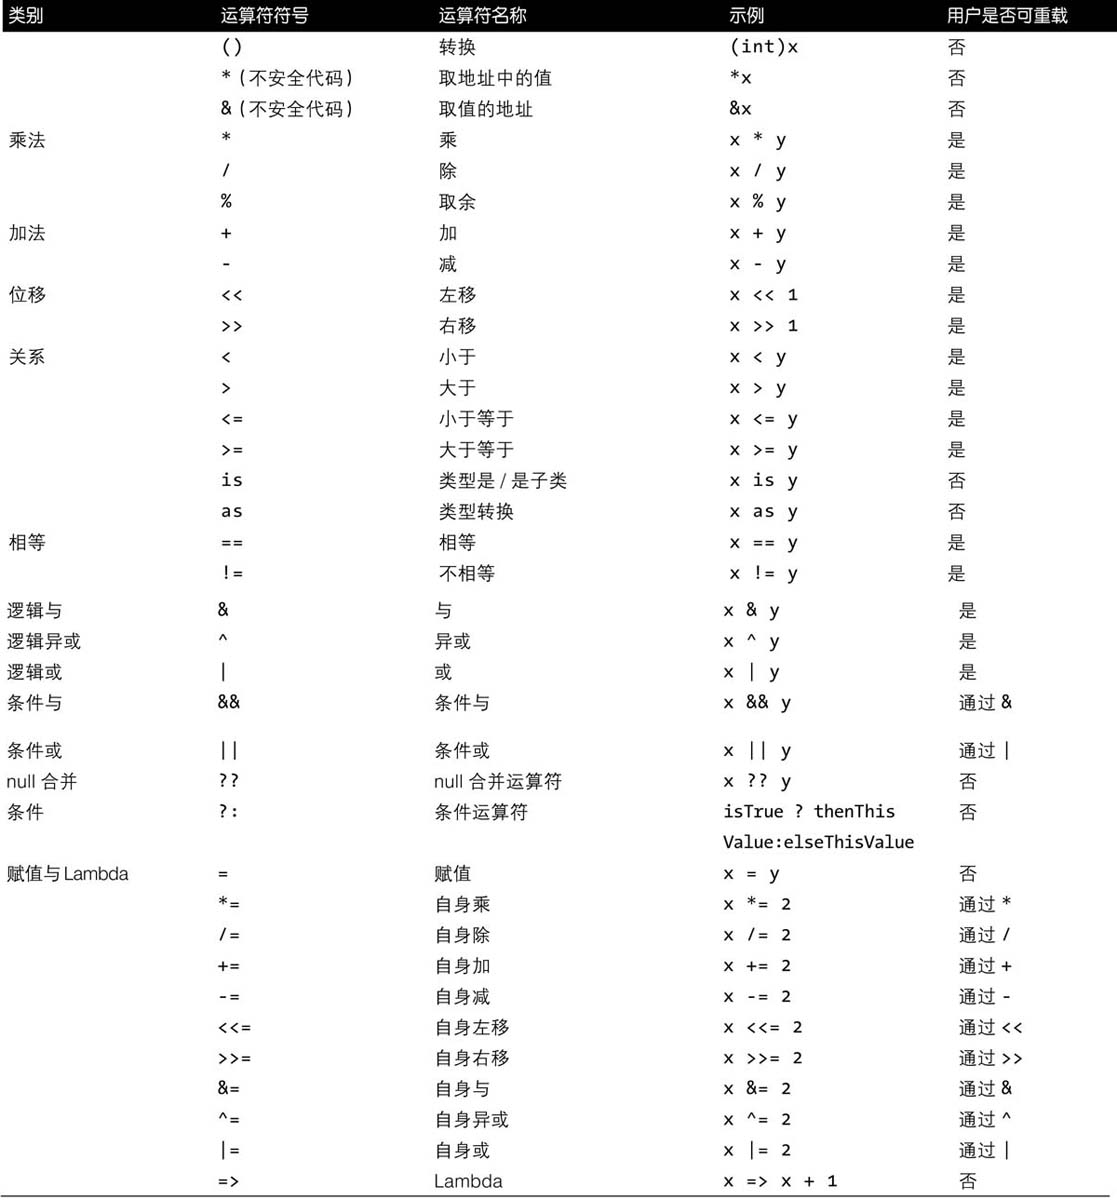 类别 运算符符号 运算符名称 示例 用户是否可重载
() 转换 (int)x 否
* (不安全代码) 取地址中的值 *x 否
& (不安全代码) 取值的地址 &x 否
乘法 * 乘 x * y 是
/ 除 x / y 是
% 取余 x % y 是
加法 + 加 x + y 是
- 减 x - y 是
位移 << 左移 x << 1 是
>> 右移 x >> 1 是
关系 < 小于 x < y 是
> 大于 x > y 是
<= 小于等于 x <= y 是
>= 大于等于 x >= y 是
is 类型是 / 是子类 x is y 否
as 类型转换 x as y 否
相等 == 相等 x == y 是
!= 不相等 x != y 是
逻辑与 & 与 x & y 是
逻辑异或 ^ 异或 x ^ y 是
逻辑或 | 或 x | y 是
条件与 && 条件与 x && y 通过 &
条件或 || 条件或 x || y 通过 |
null 合并 ?? null 合并运算符 x ?? y 否
条件 ?: 条件运算符 isTrue ? thenThis 否
Value:elseThisValue
赋值与 Lambda = 赋值 x = y 否
*= 自身乘 x *= 2 通过 *
/= 自身除 x /= 2 通过 /
+= 自身加 x += 2 通过 +
-= 自身减 x -= 2 通过 -
<<= 自身左移 x <<= 2 通过 <<
>>= 自身右移 x >>= 2 通过 >>
&= 自身与 x &= 2 通过 &
^= 自身异或 x ^= 2 通过 ^
|= 自身或 x |= 2 通过 |
=> Lambda x => x + 1 否